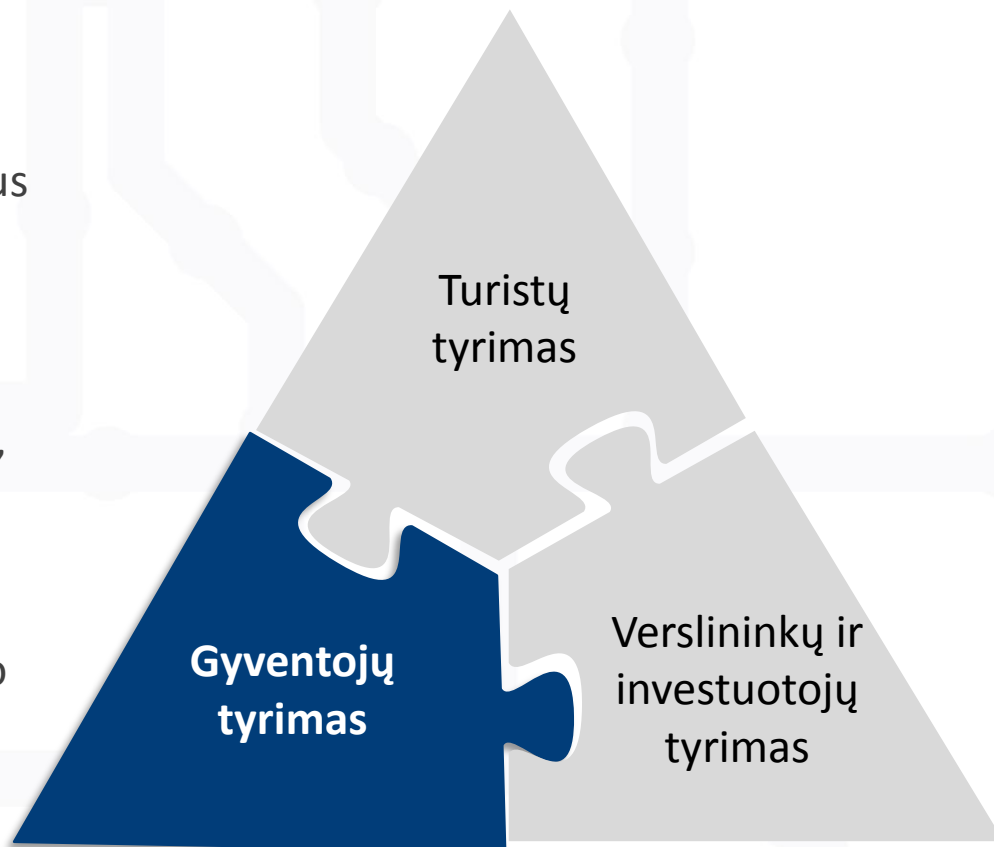 Turistų
tyrimas
Gyventojų
tyrimas
Verslininkų ir
investuotojų
tyrimas